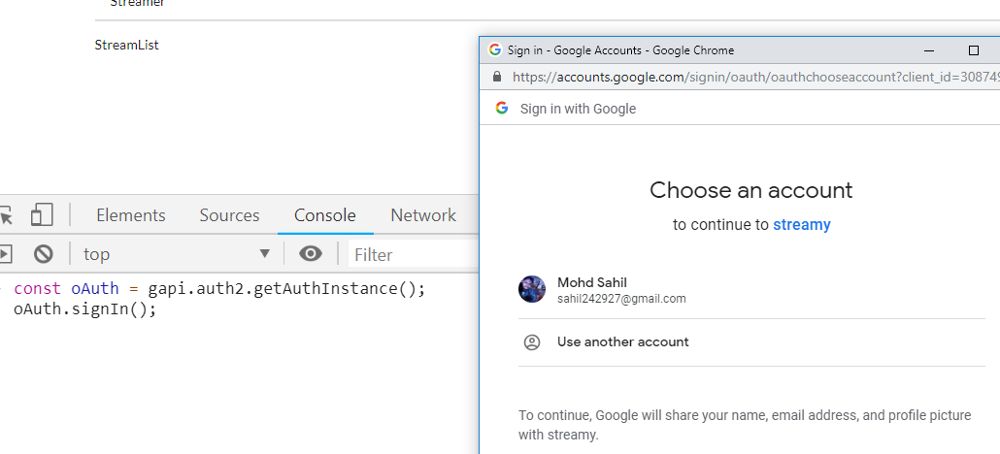 Streamer
StreamList
Sign in - Google Accounts - Google Chrome
https://accounts.google.com/signin/oauth/oauthchooseaccount?client_id=308749
Sign in with Google
Choose an account
to continue to streamy
Mohd Sahil
sahil242927@gmail.com
Use another account
To continue, Google will share your name, email address, and profile picture
with streamy.
Elements Sources Console Network
top Filter
const oAuth = gapi.auth2.getAuthInstance();
oAuth.signIn();